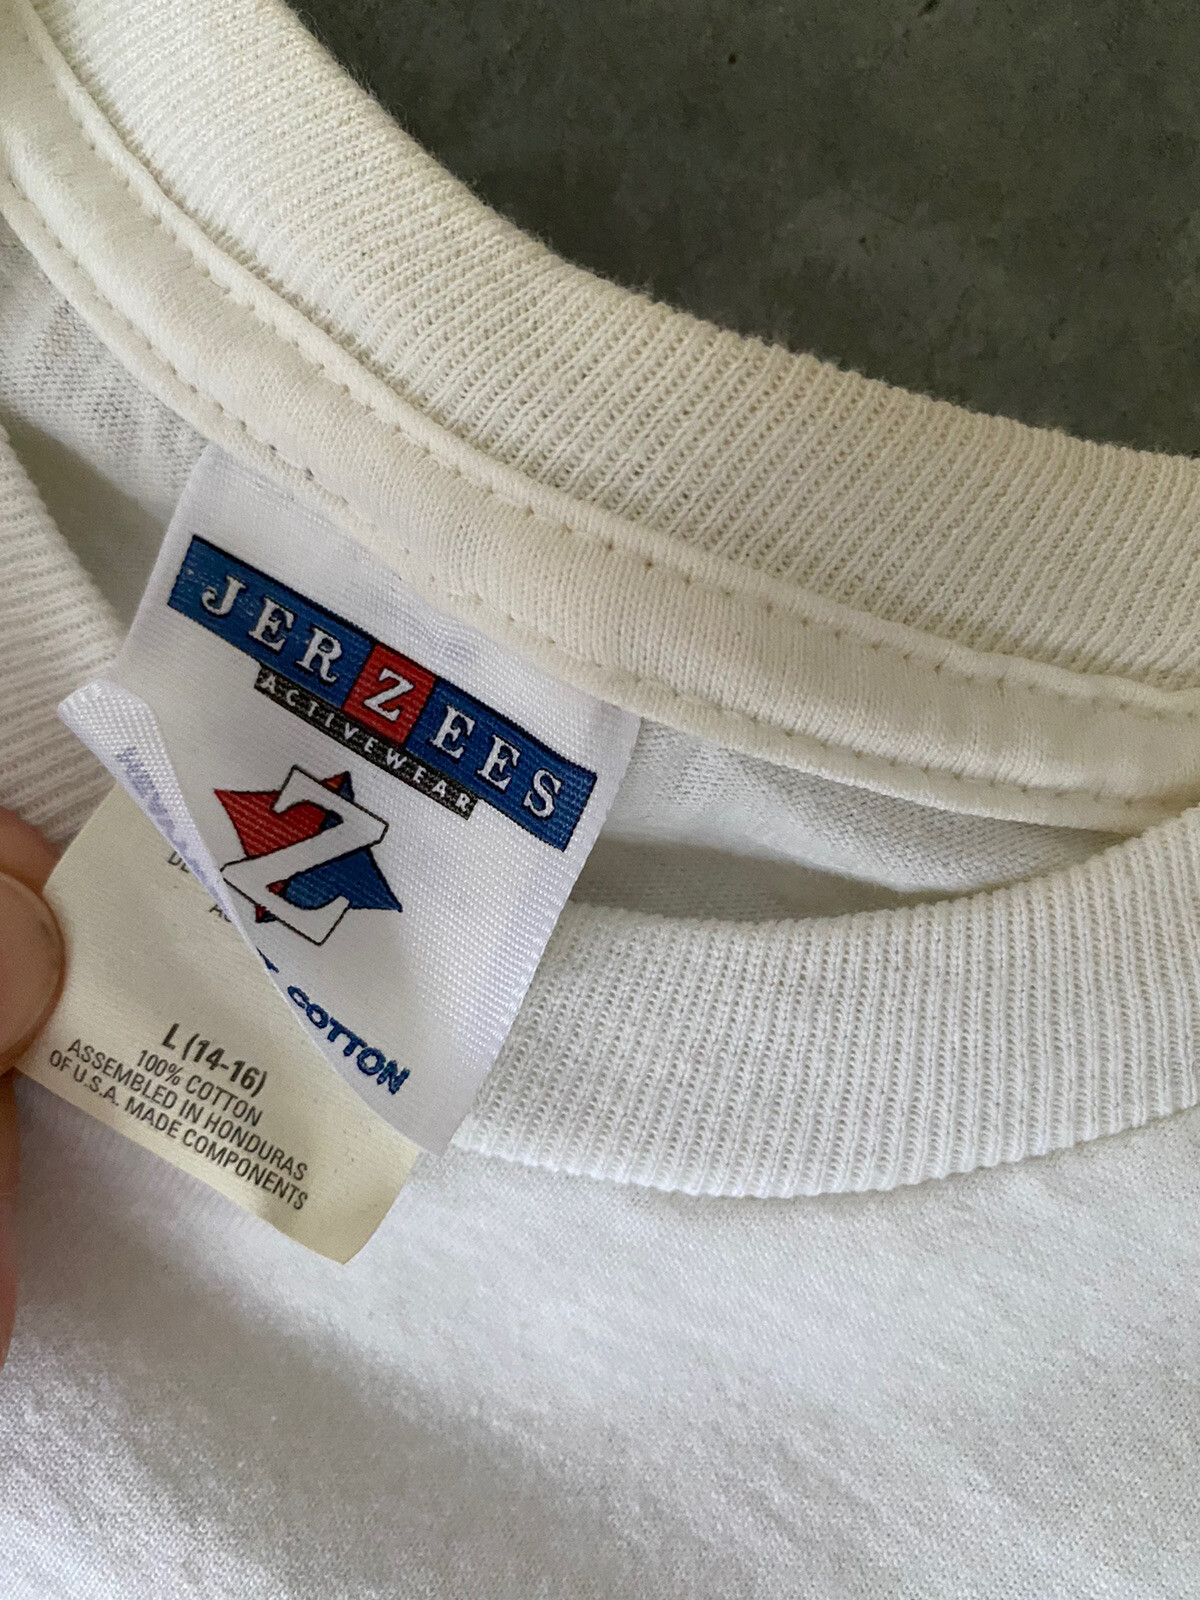 JERZEES
ACTIVEWEAR
Z
COTTON
L (14-16)
100% COTTON
ASSEMBLED IN HONDURAS
OF U.S.A. MADE COMPONENTS